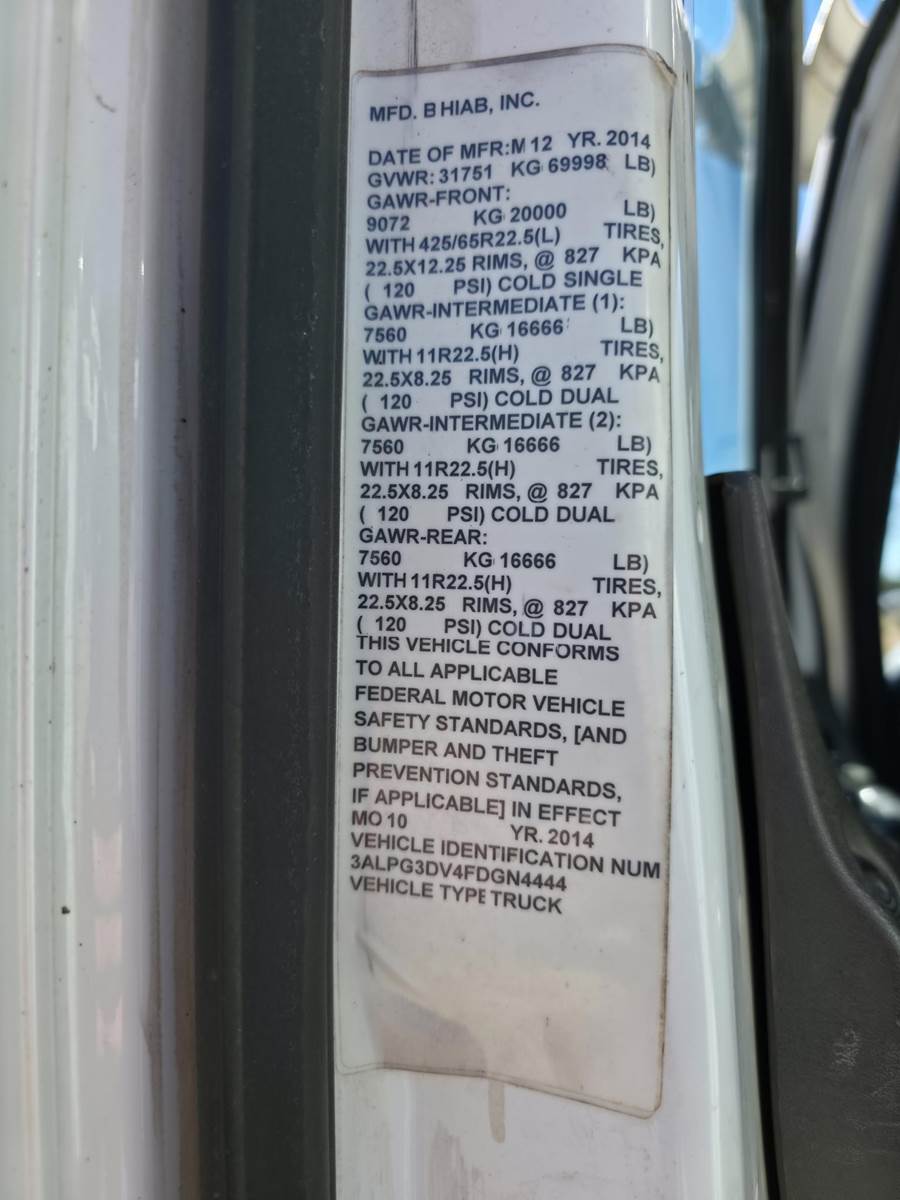 MFD. B HIAB, INC.
DATE OF MFR:M 12 YR. 2014
GVWR: 31751 KG 69998 LB)
GAWR-FRONT:
9072 KG 20000 LB)
WITH 425/65R22.5(L) TIRES,
22.5X12.25 RIMS, @ 827 KPA
( 120 PSI) COLD SINGLE
GAWR-INTERMEDIATE (1):
7560 KG 16666 LB)
WITH 11R22.5(H) TIRES,
22.5X8.25 RIMS, @ 827 KPA
( 120 PSI) COLD DUAL
GAWR-INTERMEDIATE (2):
7560 KG 16666 LB)
WITH 11R22.5(H) TIRES,
22.5X8.25 RIMS, @ 827 KPA
( 120 PSI) COLD DUAL
GAWR-REAR:
7560 KG 16666 LB)
WITH 11R22.5(H) TIRES,
22.5X8.25 RIMS, @ 827 KPA
( 120 PSI) COLD DUAL
THIS VEHICLE CONFORMS
TO ALL APPLICABLE
FEDERAL MOTOR VEHICLE
SAFETY STANDARDS, [AND
BUMPER AND THEFT
PREVENTION STANDARDS,
IF APPLICABLE] IN EFFECT
MO 10 YR. 2014
VEHICLE IDENTIFICATION NUM
3ALPG3DV4FDGN4444
VEHICLE TYPE TRUCK